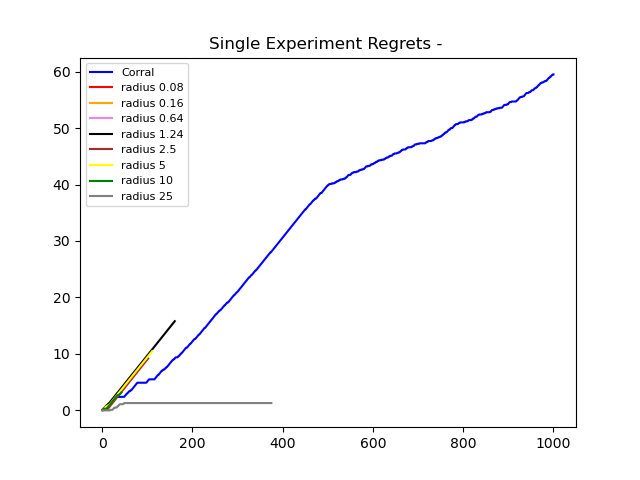 Single Experiment Regrets -
60
50
40
30
20
10
0
Corral
radius 0.08
radius 0.16
radius 0.64
radius 1.24
radius 2.5
radius 5
radius 10
radius 25
0 200 400 600 800 1000